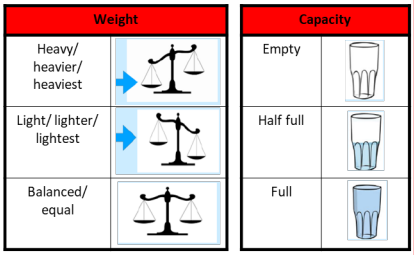 Weight
Heavy/
heavier/
heaviest
Light/ lighter/
lightest
Balanced/
equal
Capacity
Empty
Half full
Full